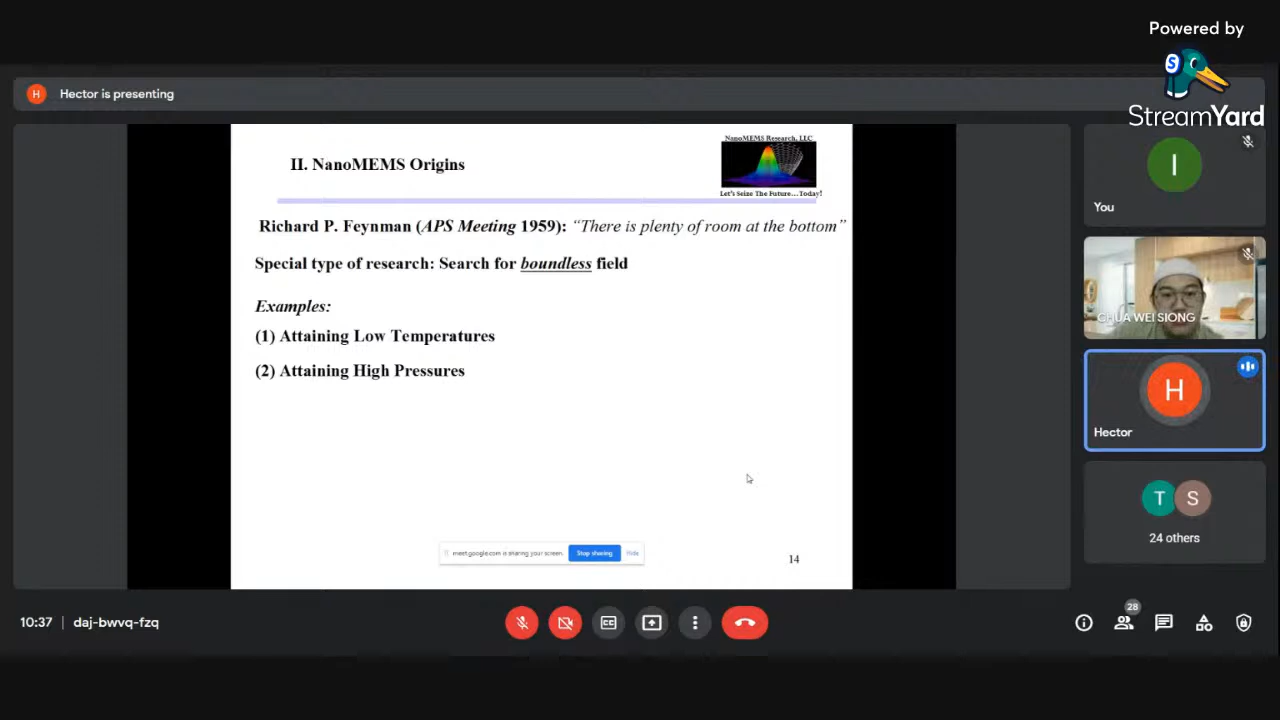 Powered by
StreamYard
H
Hector is presenting
II. NanoMEMS Origins
NanoMEMS Research, LLC
Let's Seize The Future...Today!
Richard P. Feynman (APS Meeting 1959): “There is plenty of room at the bottom”
Special type of research: Search for boundless field
Examples:
(1) Attaining Low Temperatures
(2) Attaining High Pressures
meet.google.com is sharing your screen.
Stop sharing
Hide
14
I
You
CHUA WEI SIONG
H
Hector
T
S
24 others
10:37 | daj-bwvq-fzq
CC
28